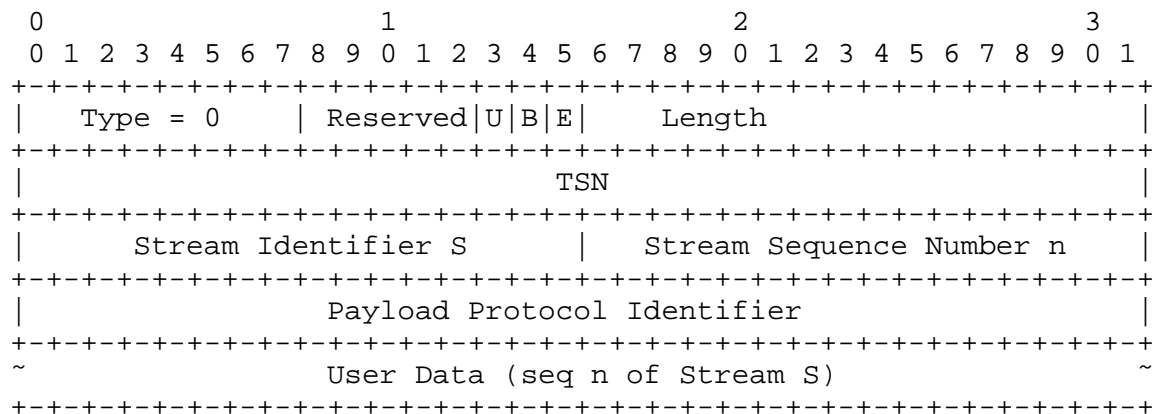 0                   1                   2                   3
 0 1 2 3 4 5 6 7 8 9 0 1 2 3 4 5 6 7 8 9 0 1 2 3 4 5 6 7 8 9 0 1
+-+-+-+-+-+-+-+-+-+-+-+-+-+-+-+-+-+-+-+-+-+-+-+-+-+-+-+-+-+-+-+-+
|   Type = 0    | Reserved|U|B|E|    Length                     |
+-+-+-+-+-+-+-+-+-+-+-+-+-+-+-+-+-+-+-+-+-+-+-+-+-+-+-+-+-+-+-+-+
|                              TSN                              |
+-+-+-+-+-+-+-+-+-+-+-+-+-+-+-+-+-+-+-+-+-+-+-+-+-+-+-+-+-+-+-+-+
|      Stream Identifier S      |   Stream Sequence Number n    |
+-+-+-+-+-+-+-+-+-+-+-+-+-+-+-+-+-+-+-+-+-+-+-+-+-+-+-+-+-+-+-+-+
|                 Payload Protocol Identifier                   |
+-+-+-+-+-+-+-+-+-+-+-+-+-+-+-+-+-+-+-+-+-+-+-+-+-+-+-+-+-+-+-+-+
~                 User Data (seq n of Stream S)                 ~
+-+-+-+-+-+-+-+-+-+-+-+-+-+-+-+-+-+-+-+-+-+-+-+-+-+-+-+-+-+-+-+-+